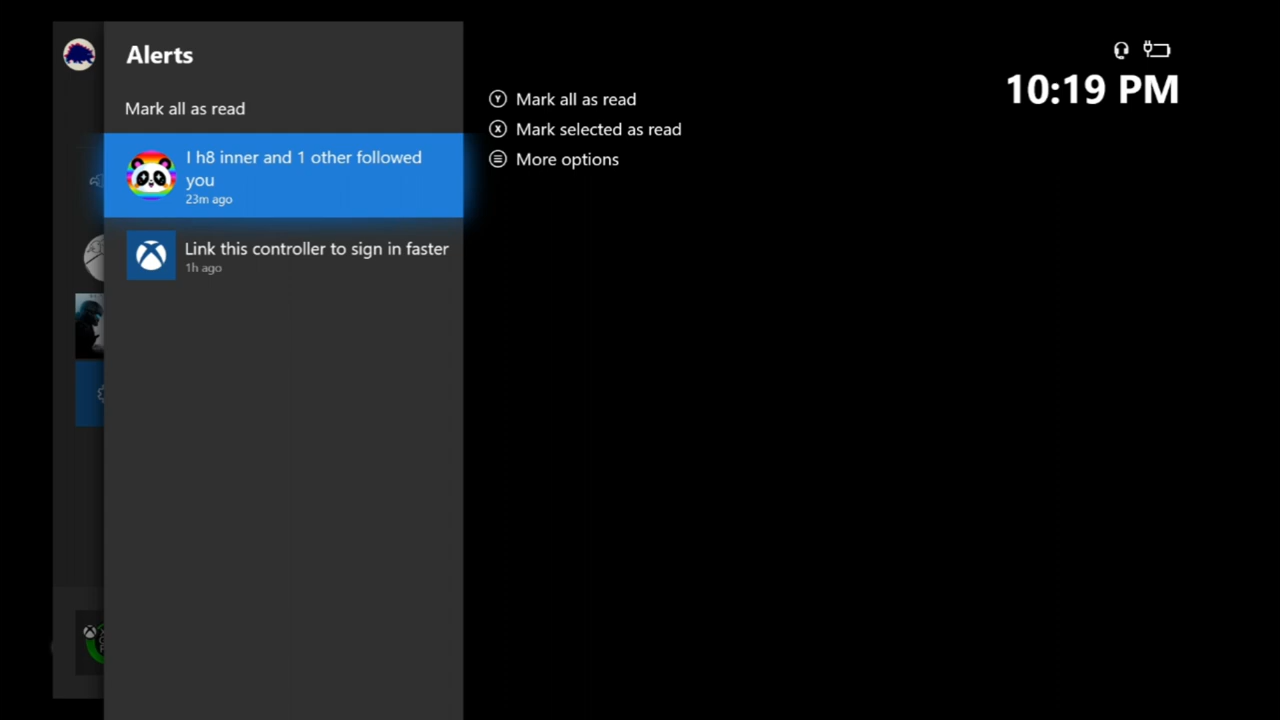 Alerts
Mark all as read
I h8 inner and 1 other followed
you
23m ago
Link this controller to sign in faster
1h ago
Mark all as read
Mark selected as read
More options
10:19 PM